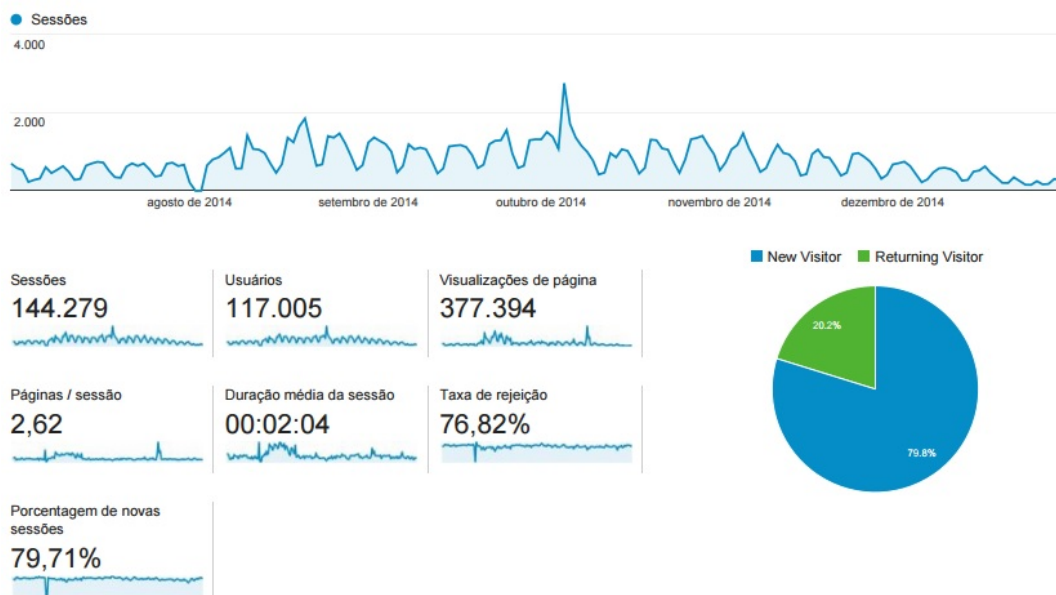 Sessões
4.000
2.000
agosto de 2014
setembro de 2014
outubro de 2014
novembro de 2014
dezembro de 2014
New Visitor
Returning Visitor
Sessões
144.279
Usuários
117.005
Visualizações de página
377.394
20.2%
79.8%
Páginas / sessão
2,62
Duração média da sessão
00:02:04
Taxa de rejeição
76,82%
Porcentagem de novas
sessões
79,71%